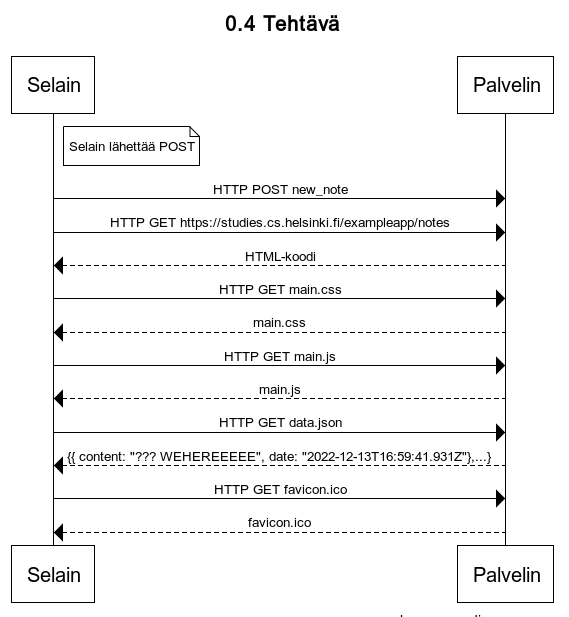 0.4 Tehtävä
Selain Palvelin
Selain lähettää POST
HTTP POST new_note
HTTP GET https://studies.cs.helsinki.fi/exampleapp/notes
HTML-koodi
HTTP GET main.css
main.css
HTTP GET main.js
main.js
HTTP GET data.json
{{ content: "??? WEHEREEEEE", date: "2022-12-13T16:59:41.931Z"},...}
HTTP GET favicon.ico
favicon.ico
Selain Palvelin